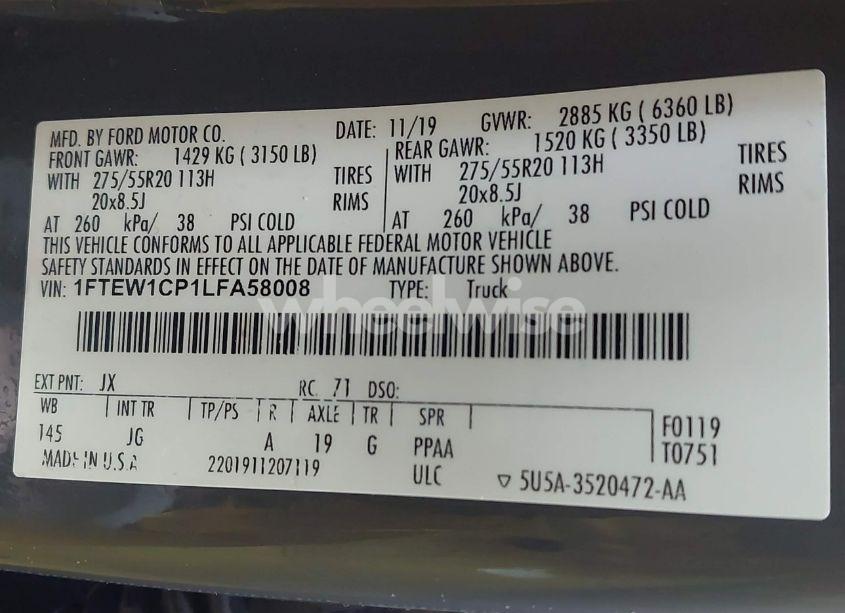 MFD. BY FORD MOTOR CO. DATE: 11/19 GVWR: 2885 KG ( 6360 LB)
FRONT GAWR: 1429 KG ( 3150 LB) REAR GAWR: 1520 KG ( 3350 LB)
WITH 275/55R20 113H TIRES WITH 275/55R20 113H TIRES
20x8.5J RIMS 20x8.5J RIMS
AT 260 kPa/ 38 PSI COLD AT 260 kPa/ 38 PSI COLD
THIS VEHICLE CONFORMS TO ALL APPLICABLE FEDERAL MOTOR VEHICLE
SAFETY STANDARDS IN EFFECT ON THE DATE OF MANUFACTURE SHOWN ABOVE.
VIN: 1FTEW1CP1LFA58008 TYPE: Truck
wheelwise
EXT PNT: JX RC: 71 DSO:
WB INT TR TP/PS R AXLE TR SPR F0119
145 JG A 19 G PPAA T0751
MADE IN U.S.A 2201911207119 ULC 5U5A-3520472-AA